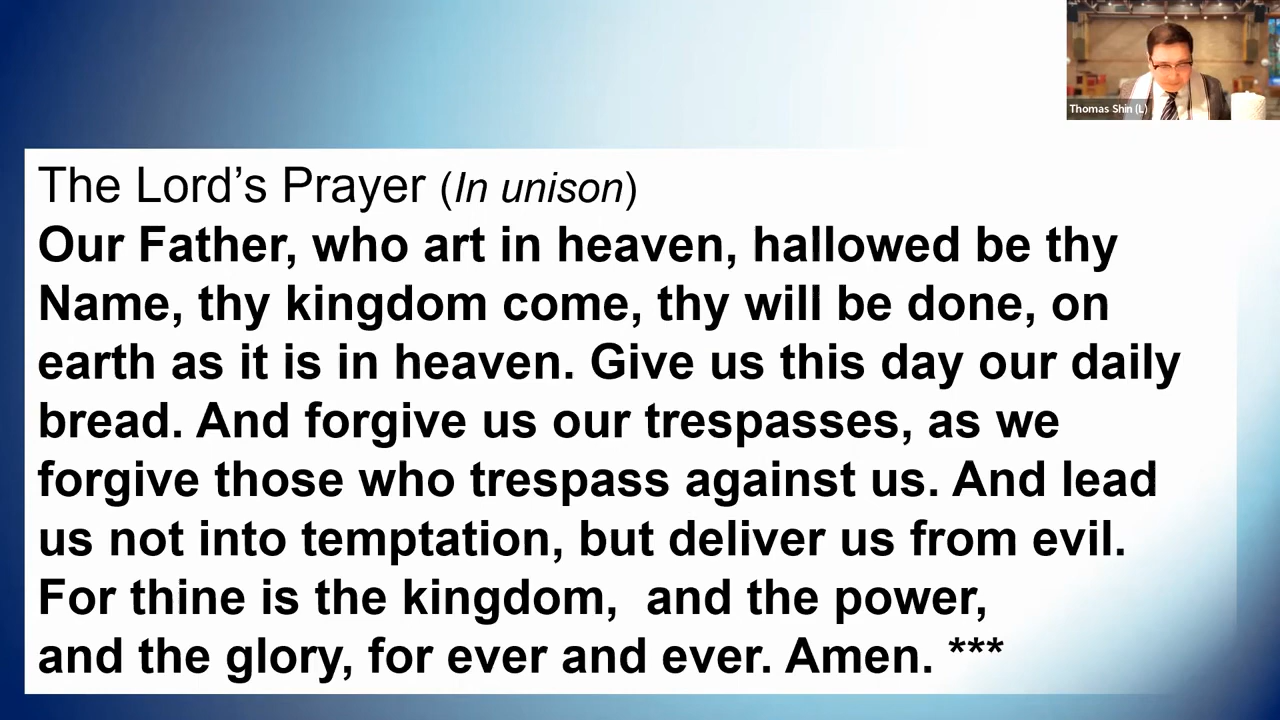 Thomas Shin (L)
The Lord’s Prayer (In unison)
Our Father, who art in heaven, hallowed be thy
Name, thy kingdom come, thy will be done, on
earth as it is in heaven. Give us this day our daily
bread. And forgive us our trespasses, as we
forgive those who trespass against us. And lead
us not into temptation, but deliver us from evil.
For thine is the kingdom,  and the power,
and the glory, for ever and ever. Amen. ***